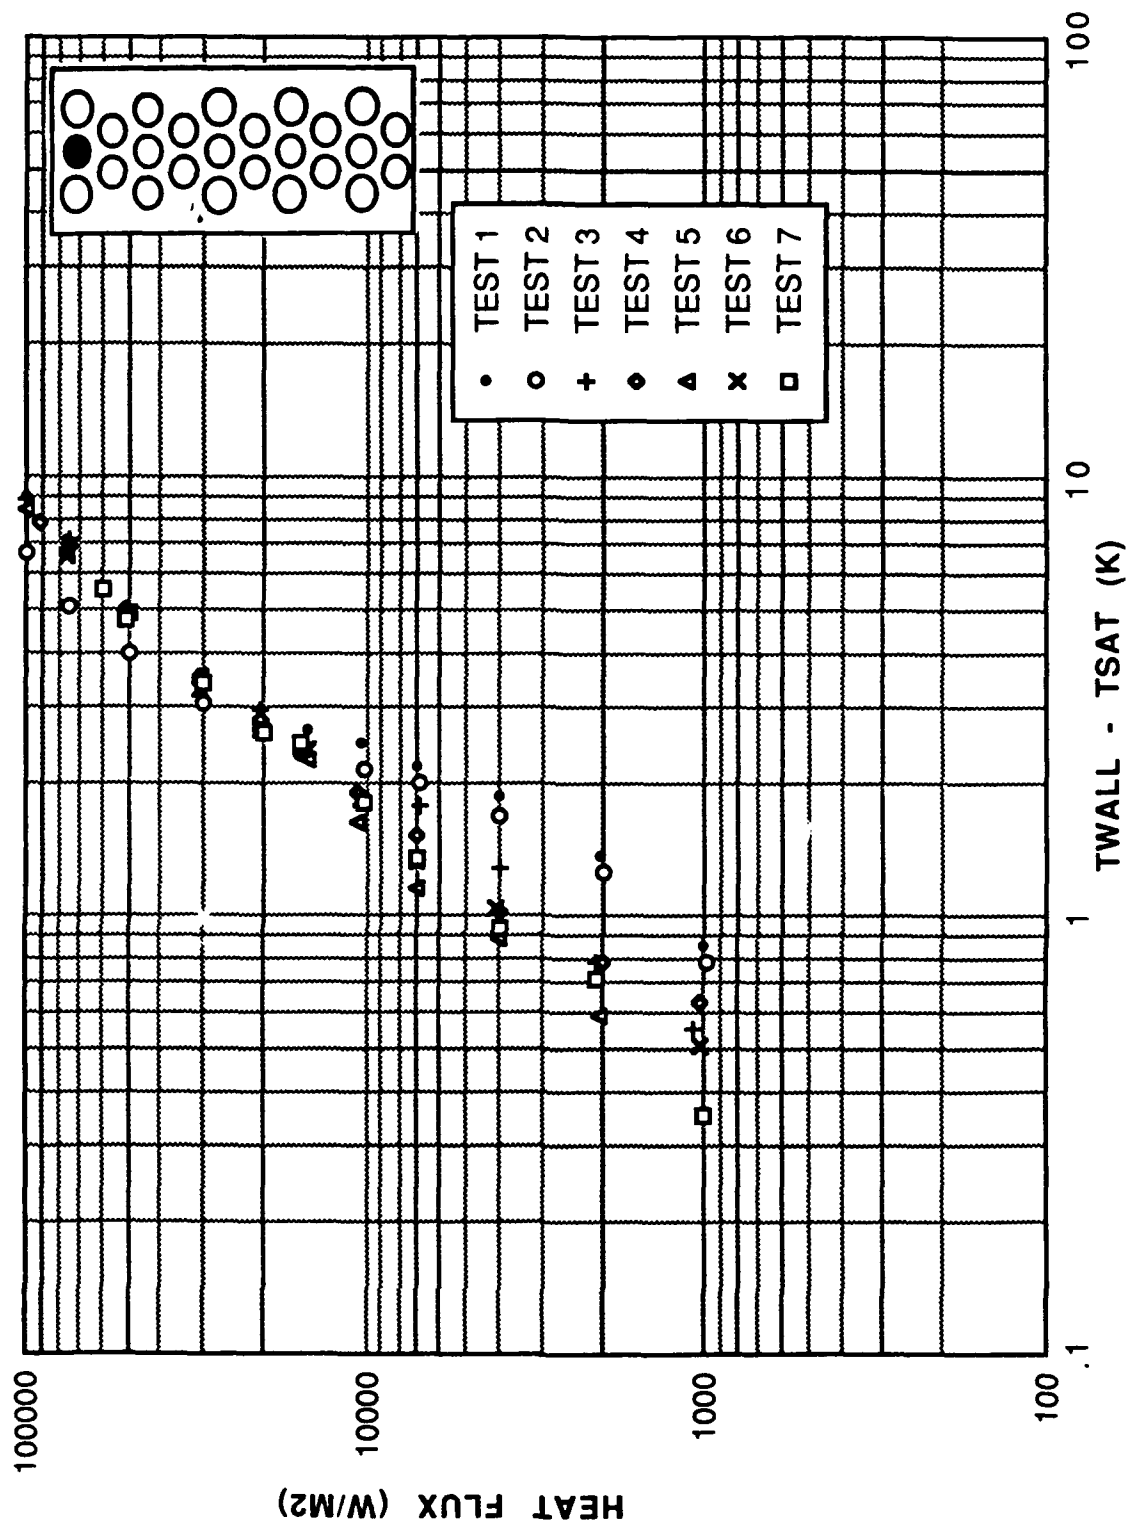 HEAT FLUX (W/M2)
100000
10000
1000
100
.1
1
10
100
TWALL - TSAT (K)
TEST 1
TEST 2
TEST 3
TEST 4
TEST 5
TEST 6
TEST 7